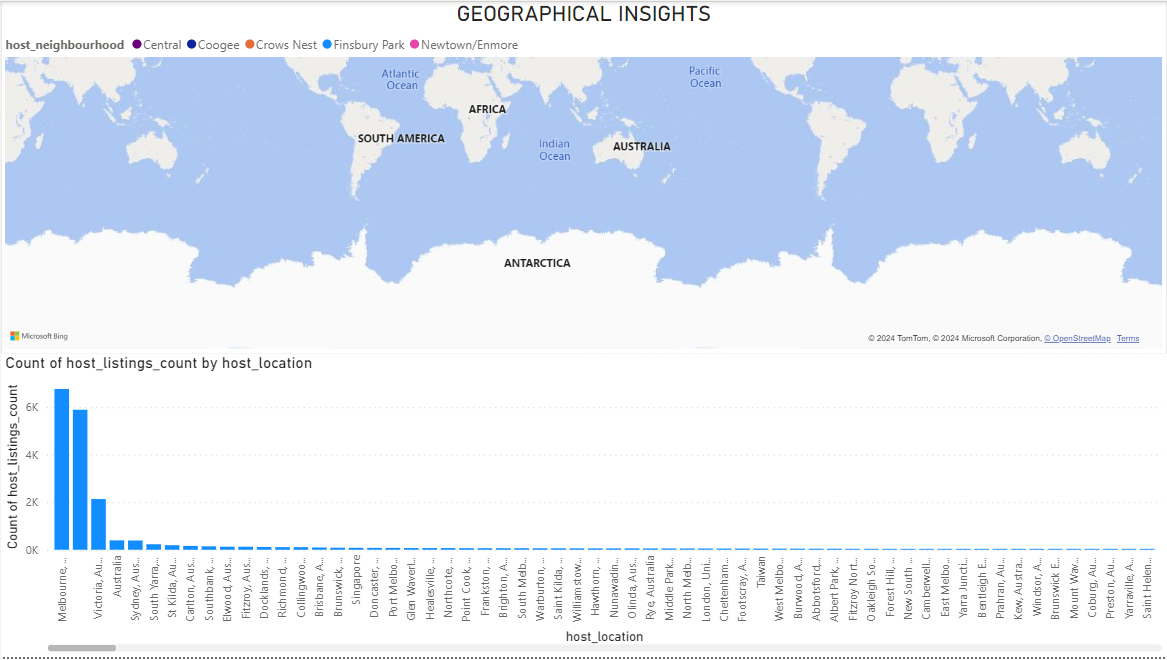 GEOGRAPHICAL INSIGHTS
host_neighbourhood Central Coogee Crows Nest Finsbury Park Newtown/Enmore
Atlantic
Ocean
Pacific
Ocean
AFRICA
SOUTH AMERICA
Indian
Ocean
AUSTRALIA
ANTARCTICA
Microsoft Bing
© 2024 TomTom, © 2024 Microsoft Corporation, © OpenStreetMap Terms
Count of host_listings_count by host_location
Count of host_listings_count
6K
4K
2K
0K
Melbourne, ...
Victoria, Au...
Australia
Sydney, Aus...
South Yarra,...
St Kilda, Au...
Carlton, Aus...
Southbank, ...
Elwood, Aus...
Fitzroy, Aus...
Docklands, ...
Richmond, ...
Collingwoo...
Brisbane, A...
Brunswick, ...
Singapore
Doncaster, ...
Port Melbo...
Glen Waverl...
Healesville, ...
Northcote, ...
Point Cook, ...
Frankston, ...
Brighton, A...
South Melb...
Warburton, ...
Saint Kilda, ...
Williamstow...
Hawthorn, ...
Nunawadin...
Olinda, Aus...
Rye, Australia
Middle Park...
North Melb...
London, Uni...
Cheltenham...
Footscray, A...
Taiwan
West Melbo...
Burwood, A...
Abbotsford,...
Albert Park,...
Fitzroy Nort...
Oakleigh So...
Forest Hill, ...
New South ...
Camberwell...
East Melbo...
Yarra Juncti...
Bentleigh E...
Prahran, Au...
Kew, Austra...
Windsor, A...
Brunswick E...
Mount Wav...
Coburg, Au...
Preston, Au...
Yarraville, A...
Saint Helen...
host_location